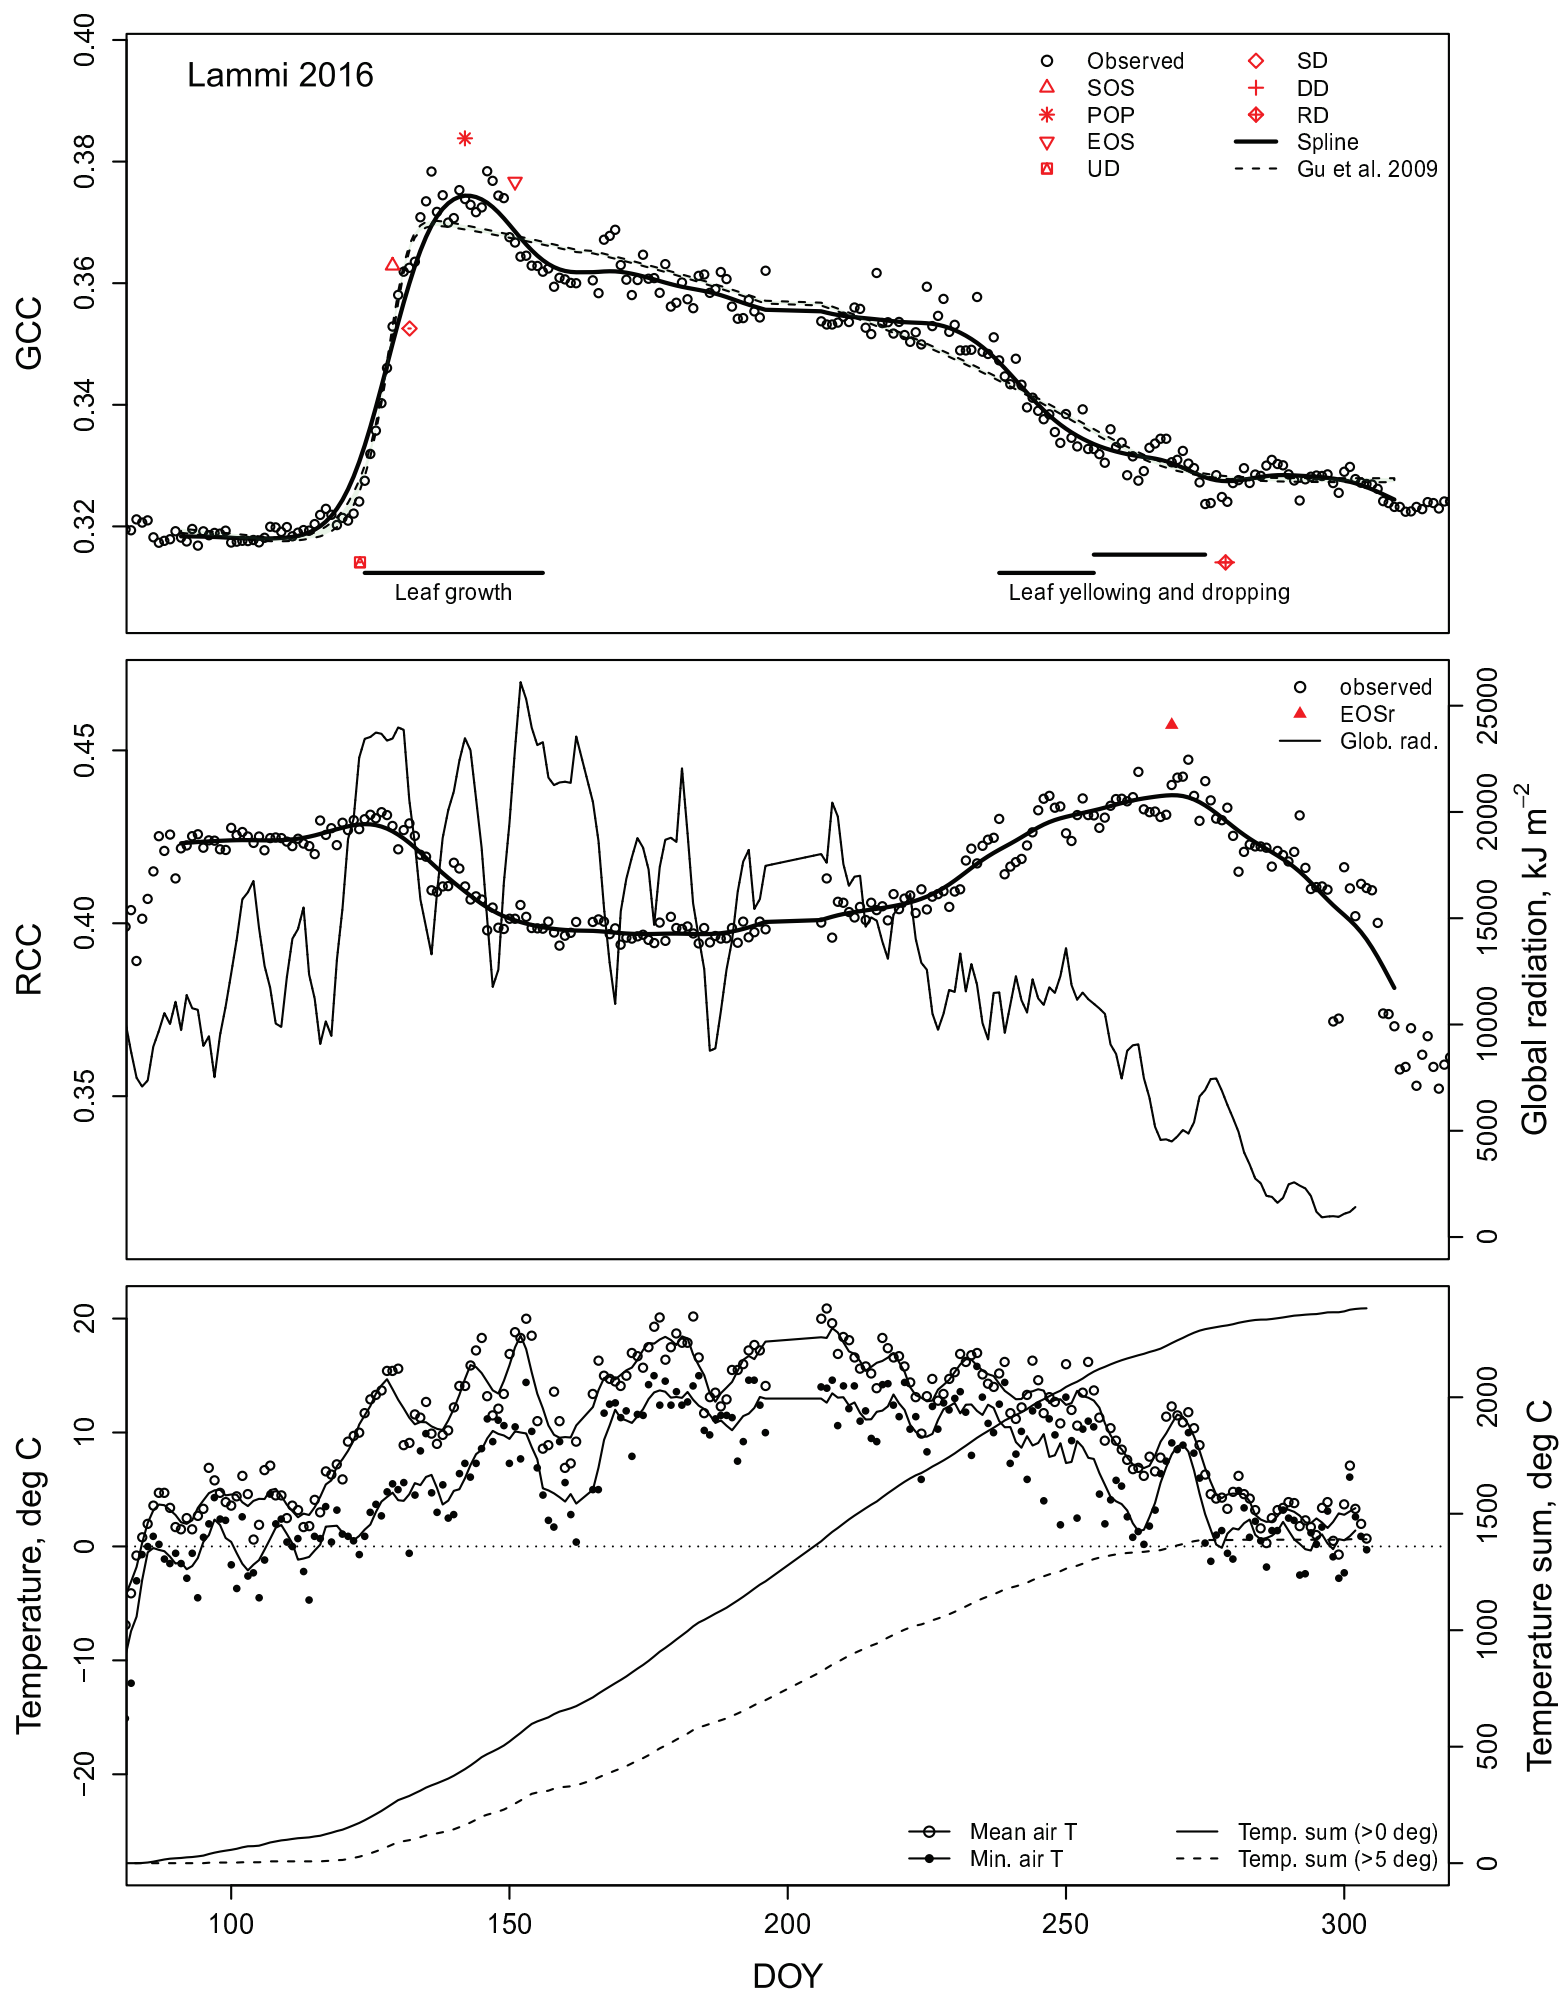 Lammi 2016
Observed
SOS
POP
EOS
UD
SD
DD
RD
Spline
Gu et al. 2009
GCC
0.40
0.38
0.36
0.34
0.32
Leaf growth
Leaf yellowing and dropping
observed
EOSr
Glob. rad.
RCC
0.45
0.40
0.35
Global radiation, kJ m−2
25000
20000
15000
10000
50000
0
Temperature, deg C
20
10
0
−10
−20
Mean air T
Min. air T
Temp. sum (>0 deg)
Temp. sum (>5 deg)
Temperature sum, deg C
2000
1500
1000
500
0
100 150 200 250 300
DOY